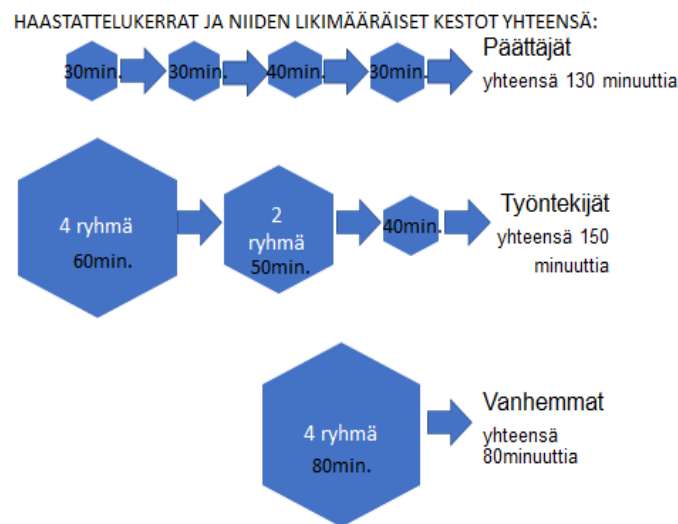 HAASTATTELUKERRAT JA NIIDEN LIKIMÄÄRÄISET KESTOT YHTEENSÄ:
30min.
30min.
40min.
30min.
Päättäjät
yhteensä 130 minuuttia
4 ryhmä
60min.
2
ryhmä
50min.
40min.
Työntekijät
yhteensä 150
minuuttia
4 ryhmä
80min.
Vanhemmat
yhteensä
80minuuttia